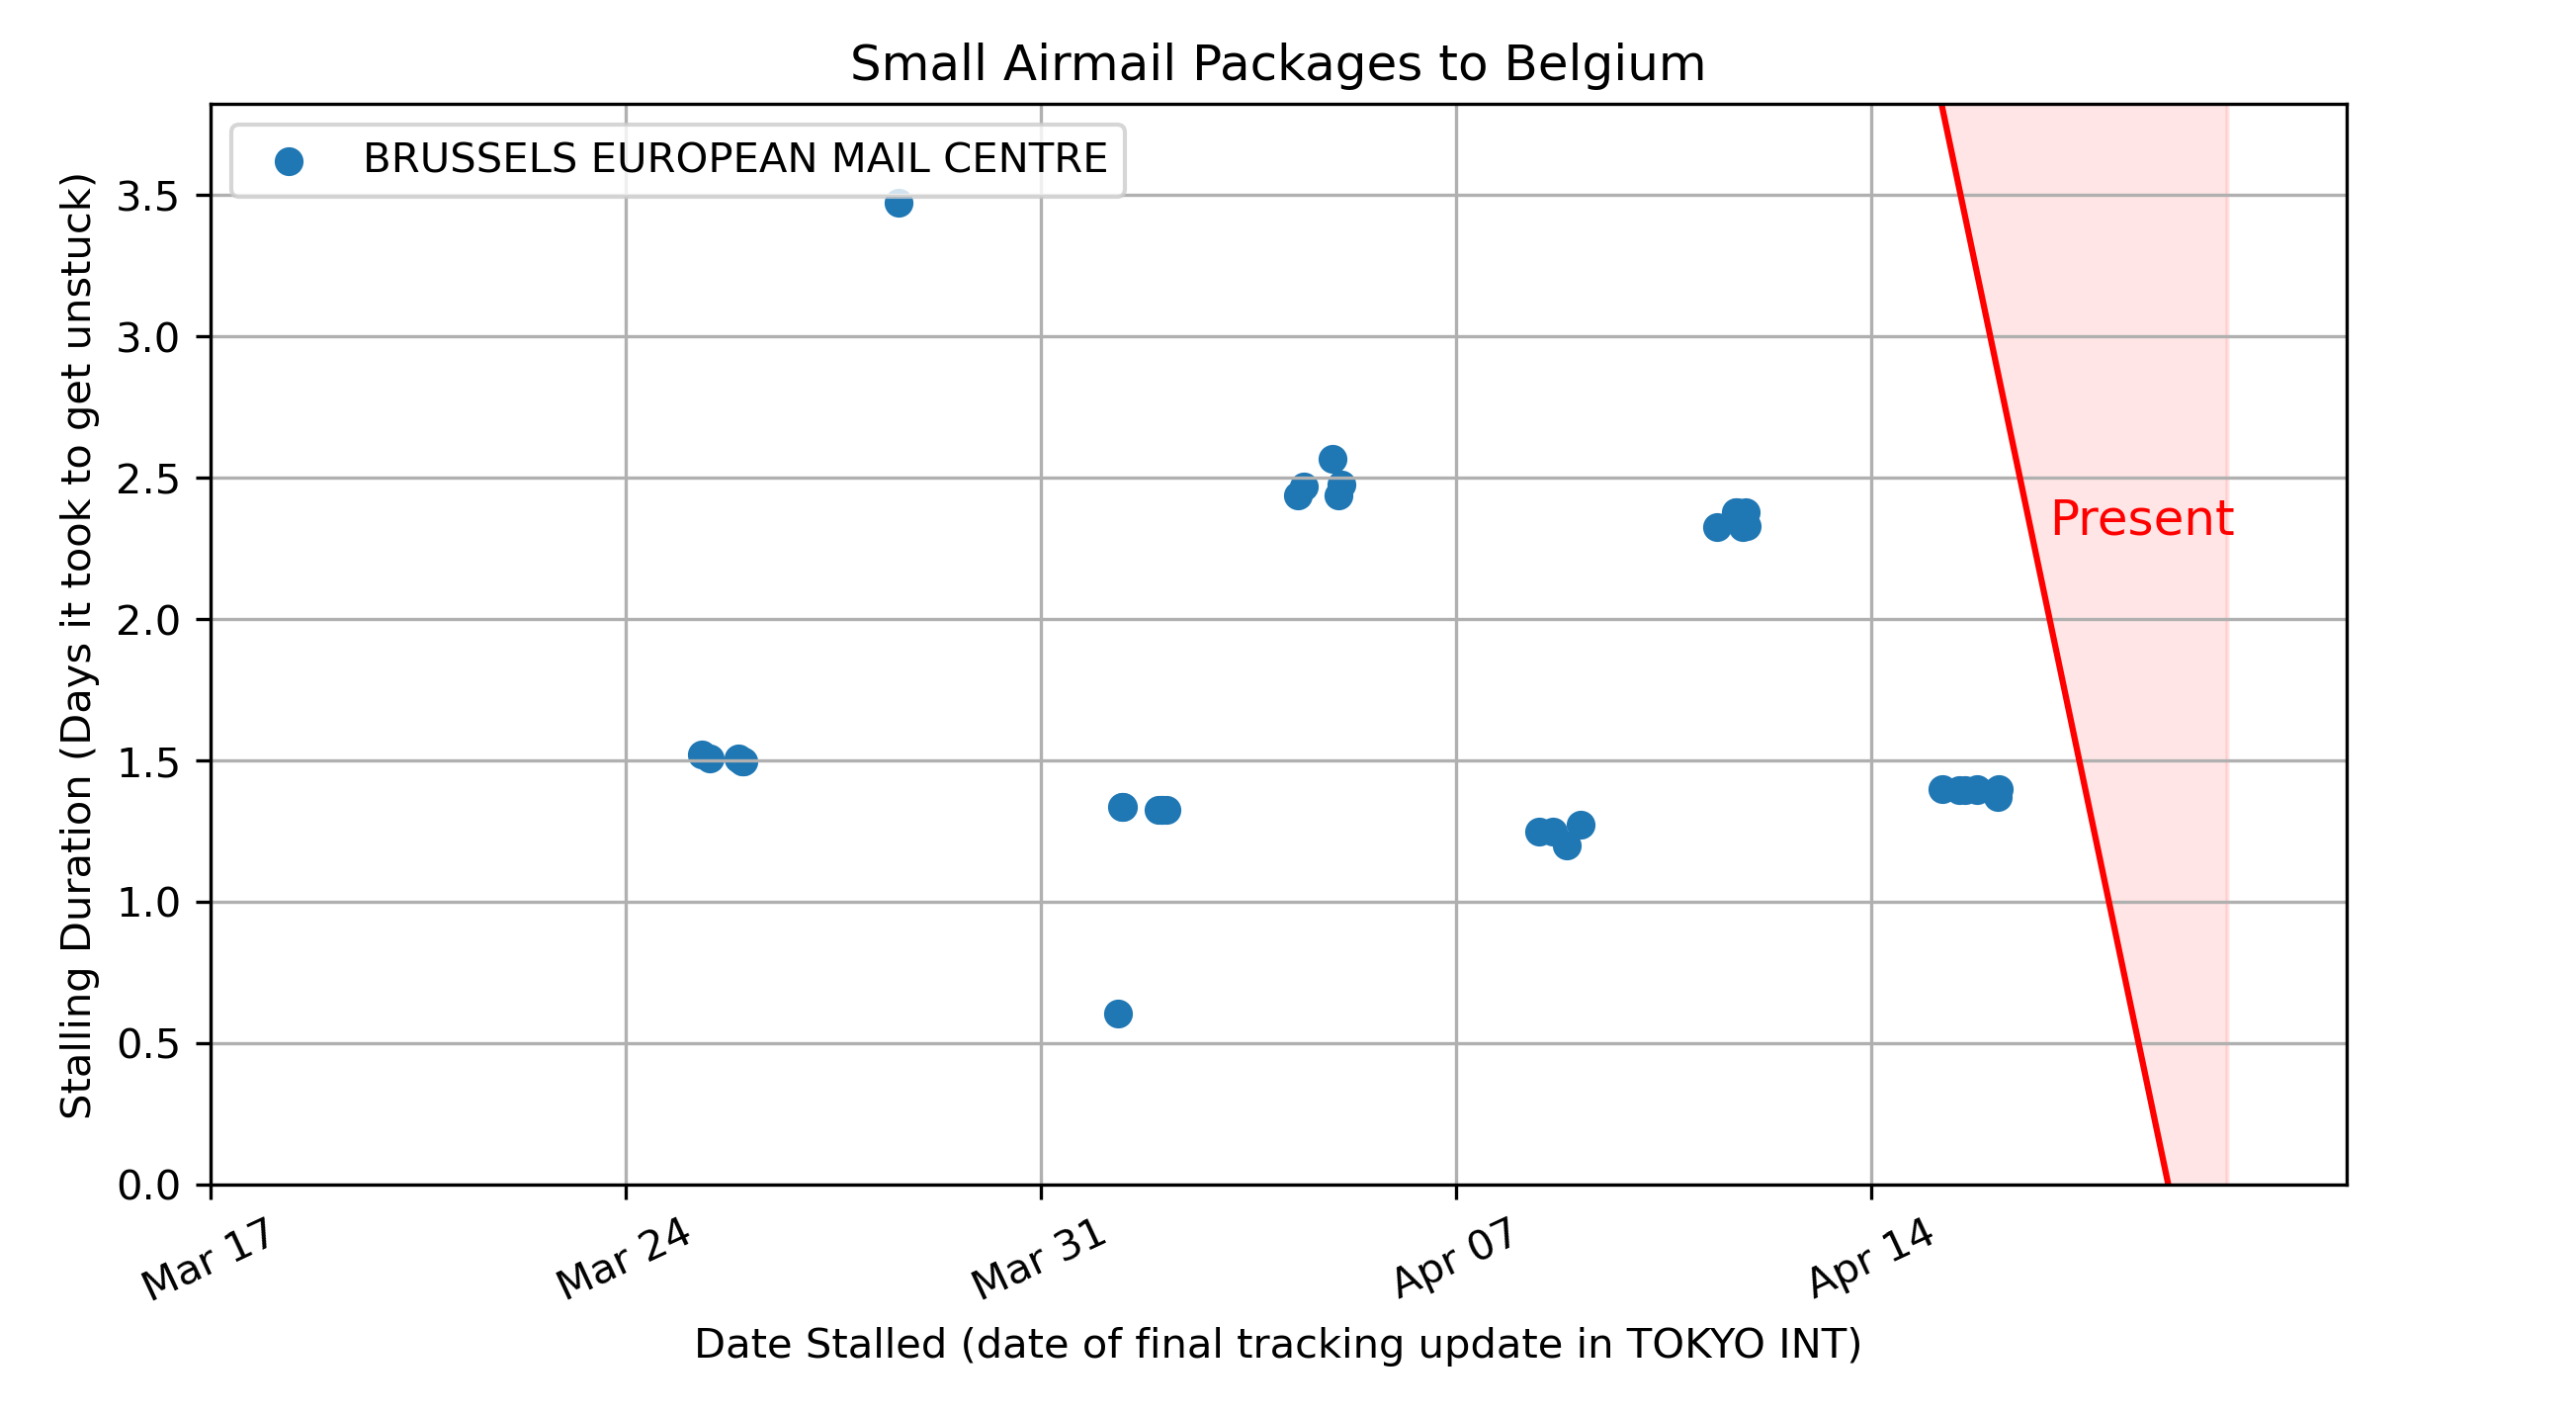 Small Airmail Packages to Belgium
BRUSSELS EUROPEAN MAIL CENTRE
Stalling Duration (Days it took to get unstuck)
3.5
3.0
2.5
2.0
1.5
1.0
0.5
0.0
Present
Mar 17
Mar 24
Mar 31
Apr 07
Apr 14
Date Stalled (date of final tracking update in TOKYO INT)